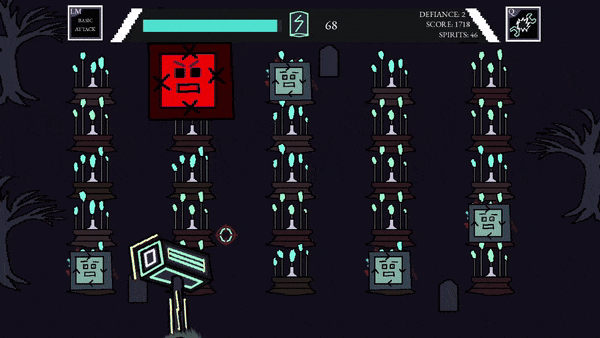 LM
BASIC
ATTACK
68
DEFIANCE: 2
SCORE: 1718
SPIRITS: 46
Q